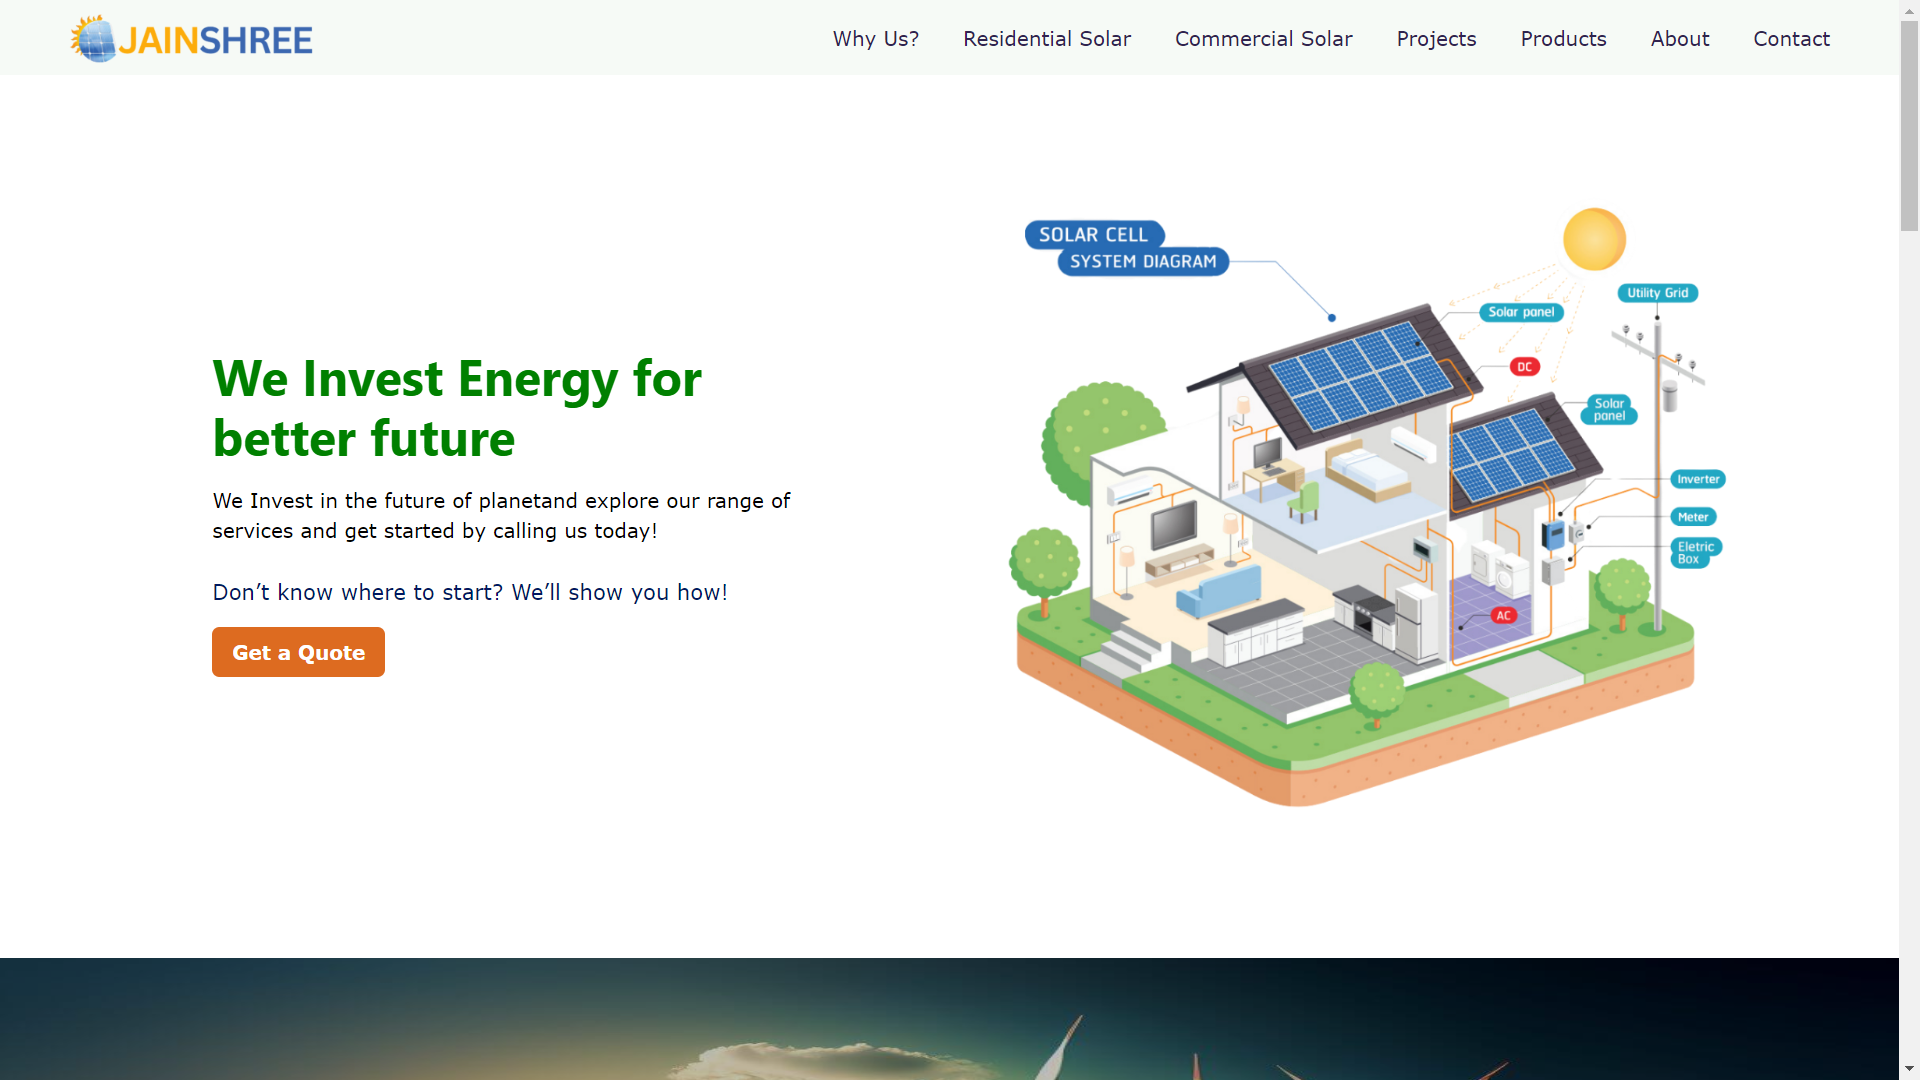 JAINSHREE
Why Us?
Residential Solar
Commercial Solar
Projects
Products
About
Contact
We Invest Energy for
better future
We Invest in the future of planetand explore our range of
services and get started by calling us today!
Don’t know where to start? We’ll show you how!
Get a Quote
SOLAR CELL
SYSTEM DIAGRAM
Utility Grid
Solar panel
DC
Solar
panel
Inverter
Meter
Eletric
Box
AC